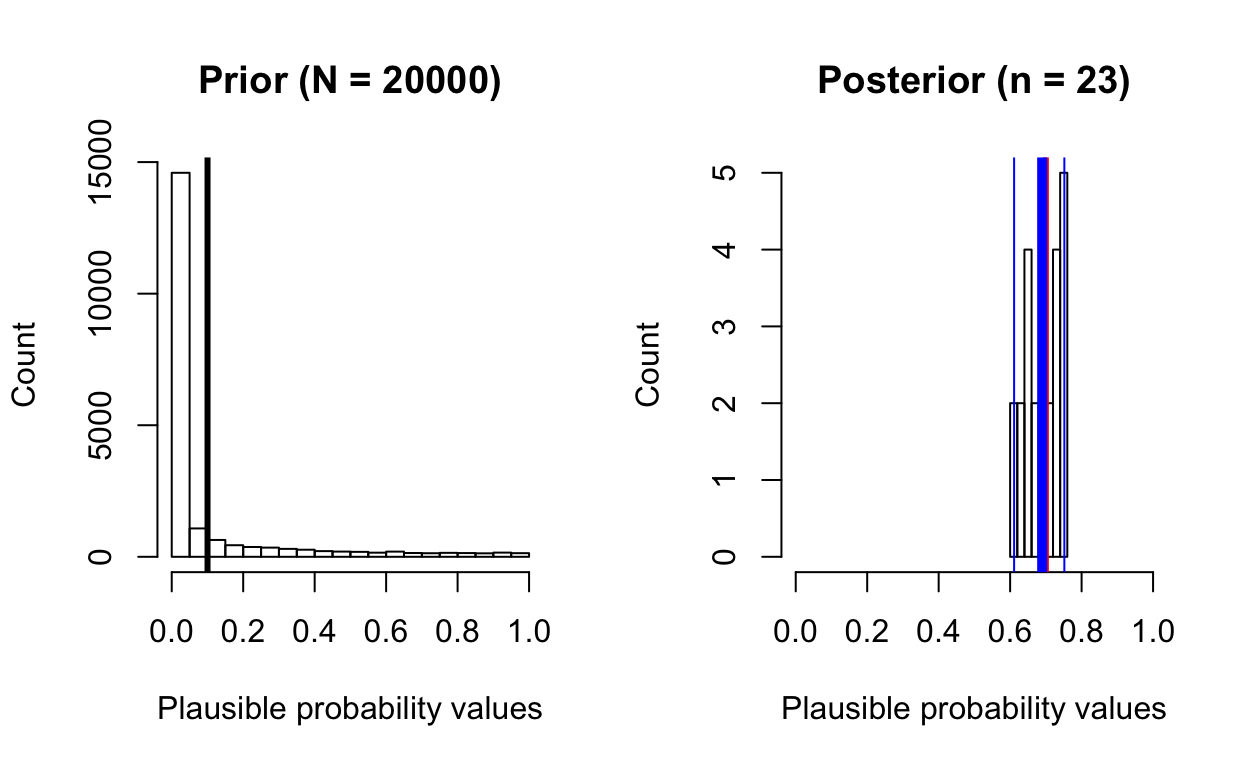 Prior (N = 20000)
Count
15000
10000
5000
0
0.0 0.2 0.4 0.6 0.8 1.0
Plausible probability values
Posterior (n = 23)
Count
5
4
3
2
1
0
0.0 0.2 0.4 0.6 0.8 1.0
Plausible probability values